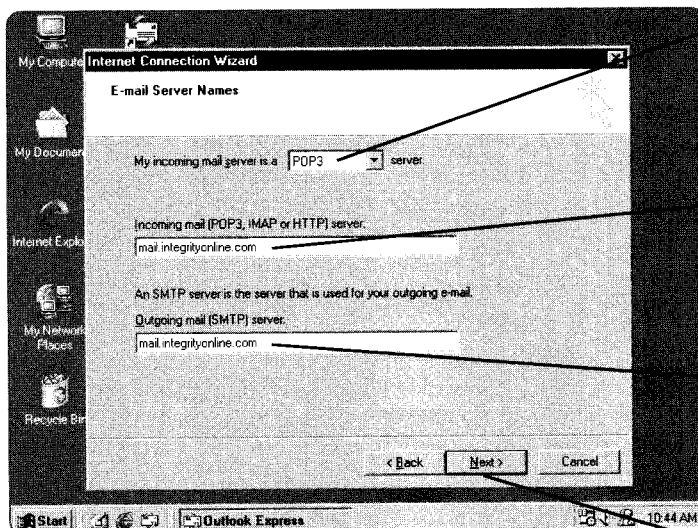 My Compute
Internet Connection Wizard
E-mail Server Names
My Documen
My incoming mail server is a POP3 server.
Internet Explo
Incoming mail (POP3, IMAP or HTTP) server:
mail.integrityonline.com
An SMTP server is the server that is used for your outgoing e-mail.
My Network
Places
Outgoing mail (SMTP) server:
mail.integrityonline.com
Recycle Bin
< Back Next > Cancel
Start Outlook Express 10:44 AM